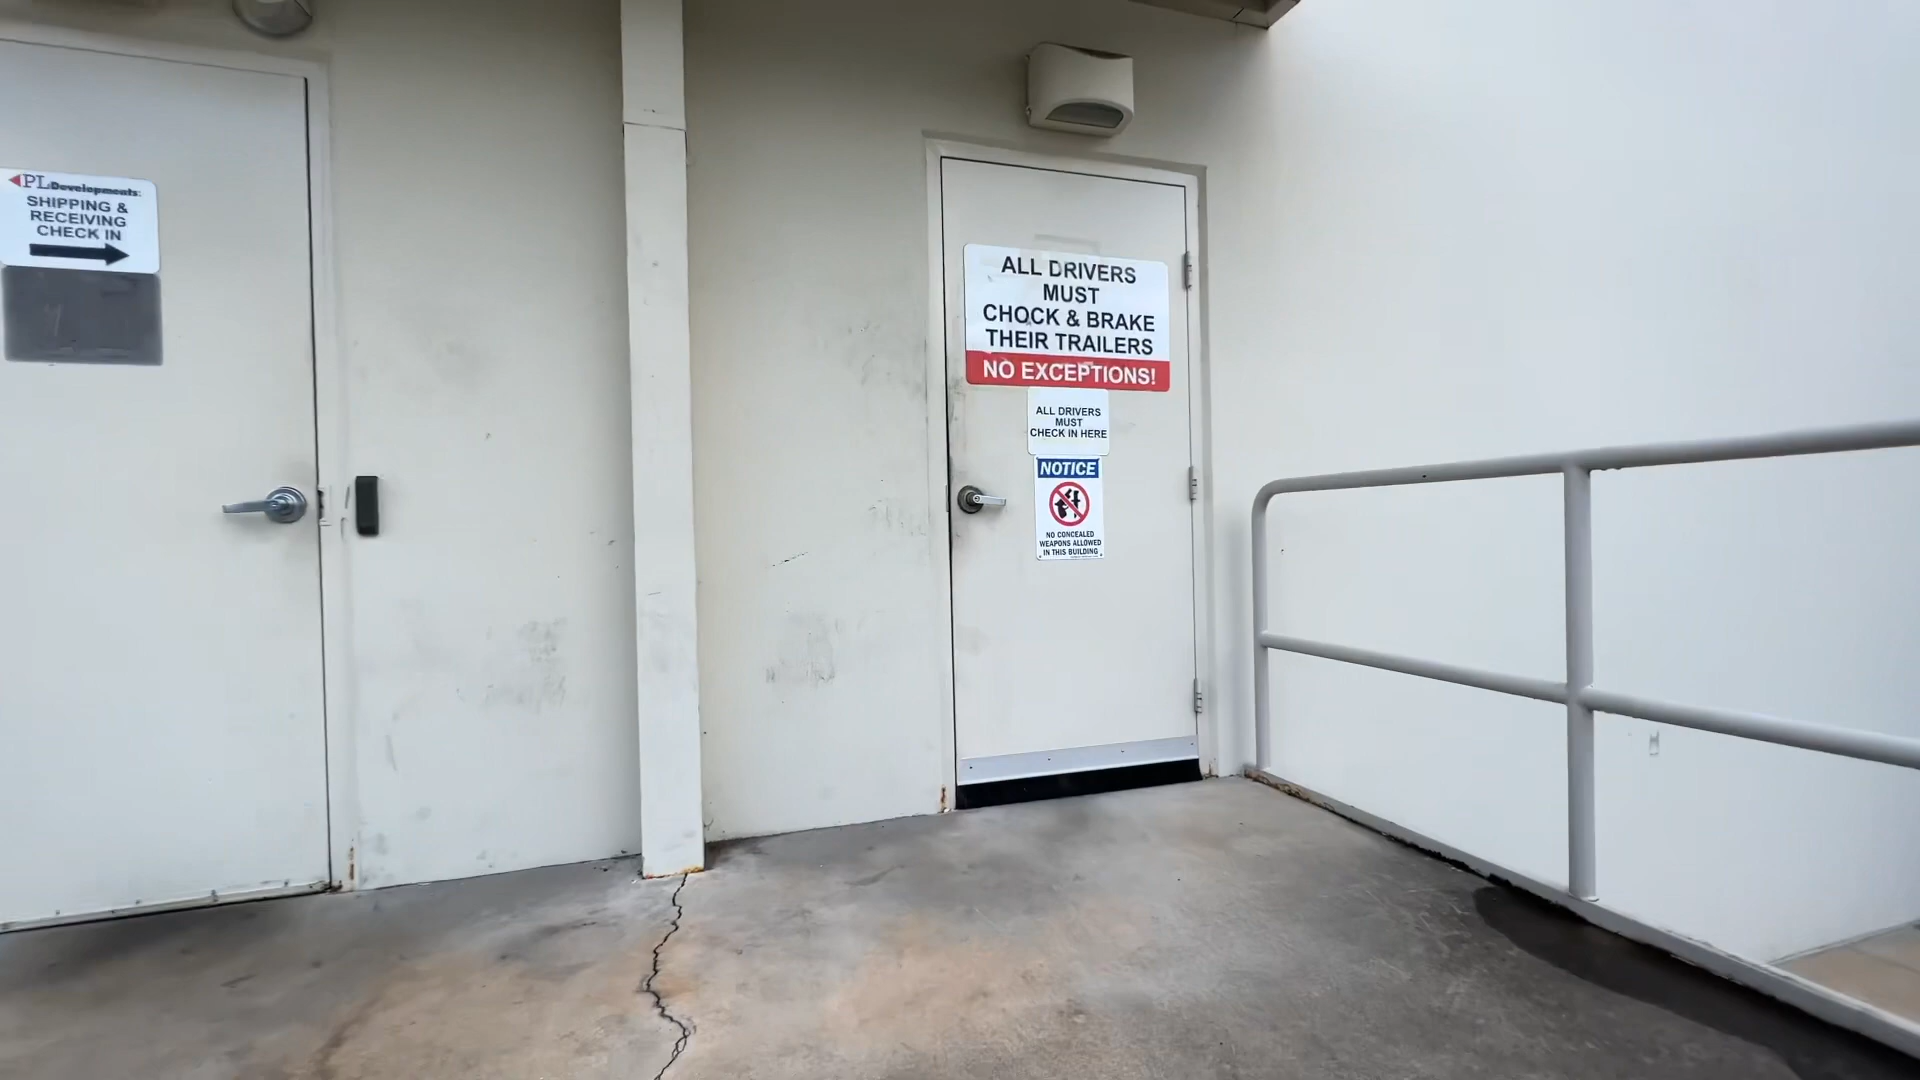 PL Developments
SHIPPING &
RECEIVING
CHECK IN
ALL DRIVERS
MUST
CHOCK & BRAKE
THEIR TRAILERS
NO EXCEPTIONS!
ALL DRIVERS
MUST
CHECK IN HERE
NOTICE
NO CONCEALED
WEAPONS ALLOWED
IN THIS BUILDING